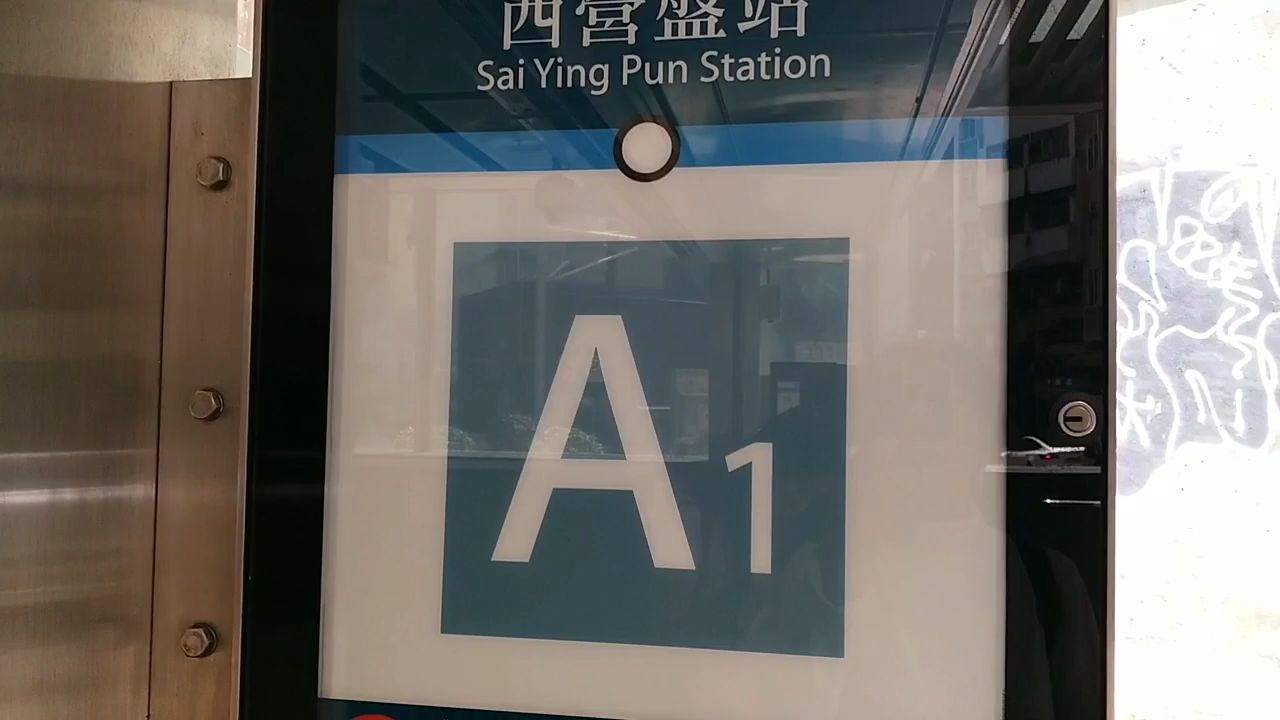 西營盤站
Sai Ying Pun Station
A1